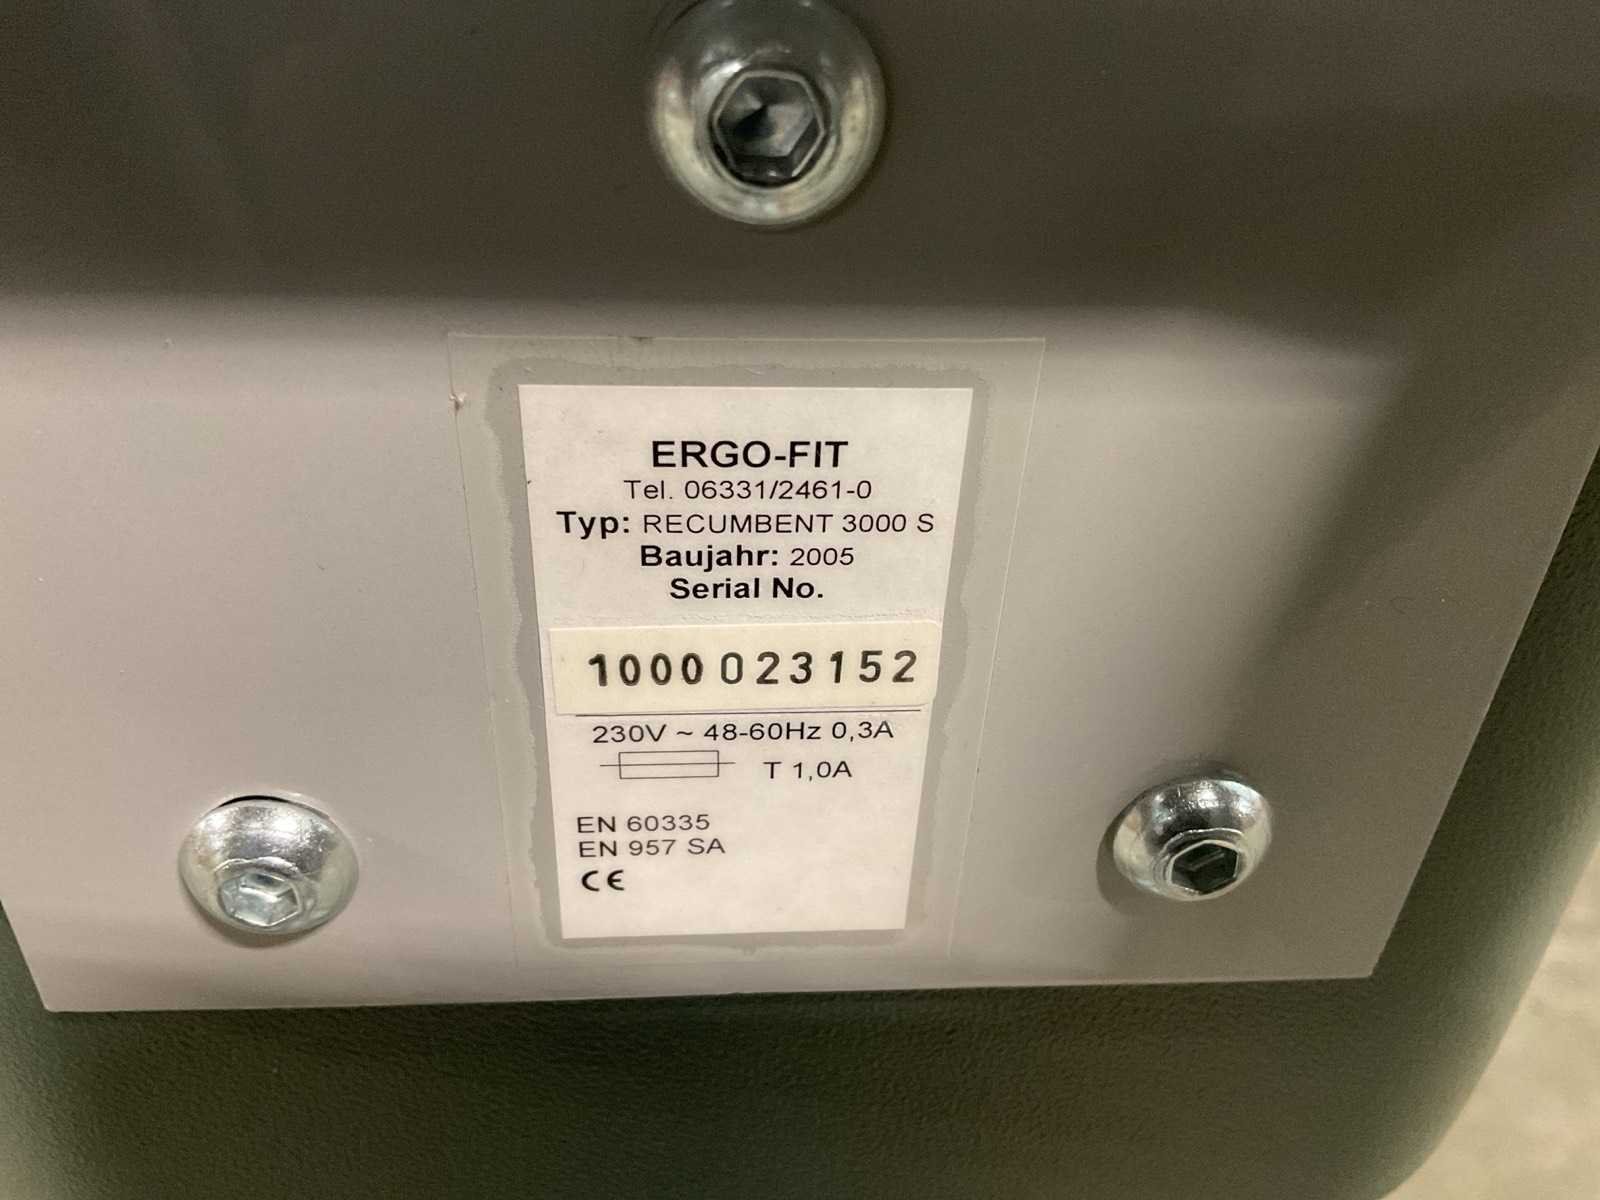 ERGO-FIT
Tel. 06331/2461-0
Typ: RECUMBENT 3000 S
Baujahr: 2005
Serial No.
1000023152
230V ~ 48-60Hz 0,3A
T 1,0A
EN 60335
EN 957 SA
CE